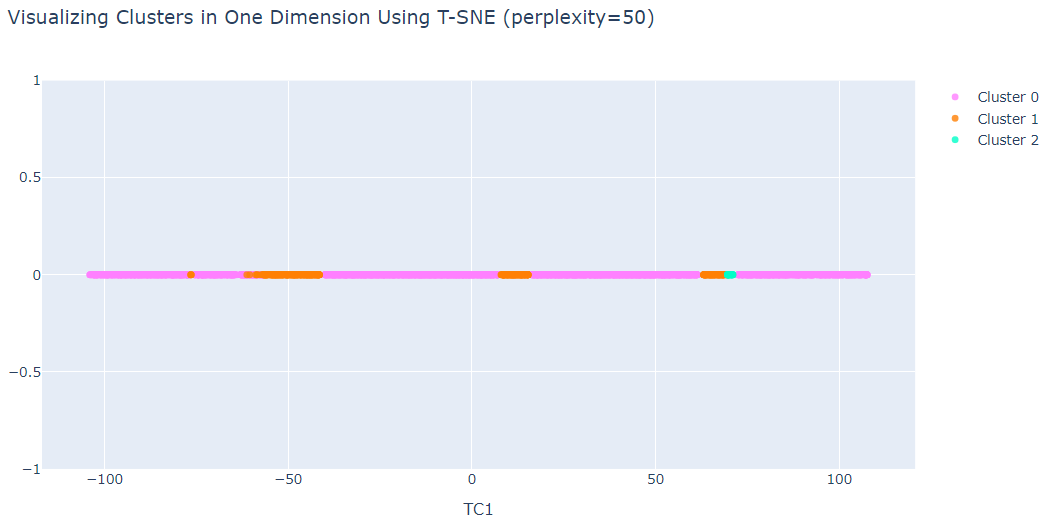 Visualizing Clusters in One Dimension Using T-SNE (perplexity=50)
Cluster 0
Cluster 1
Cluster 2
1
0.5
0
−0.5
−1
−100
−50
0
50
100
TC1